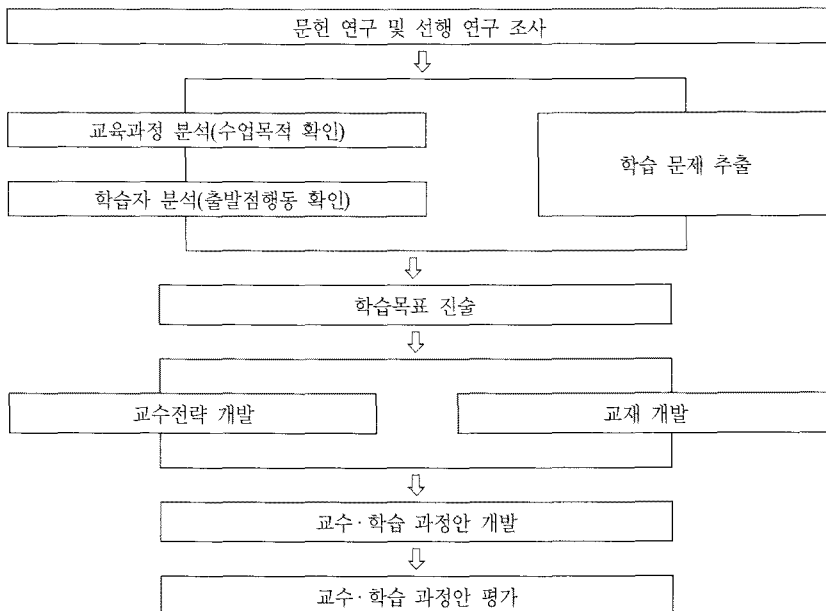 문헌 연구 및 선행 연구 조사
교육과정 분석(수업목적 확인)
학습 문제 추출
학습자 분석(출발점행동 확인)
학습목표 진술
교수전략 개발
교재 개발
교수·학습 과정안 개발
교수·학습 과정안 평가